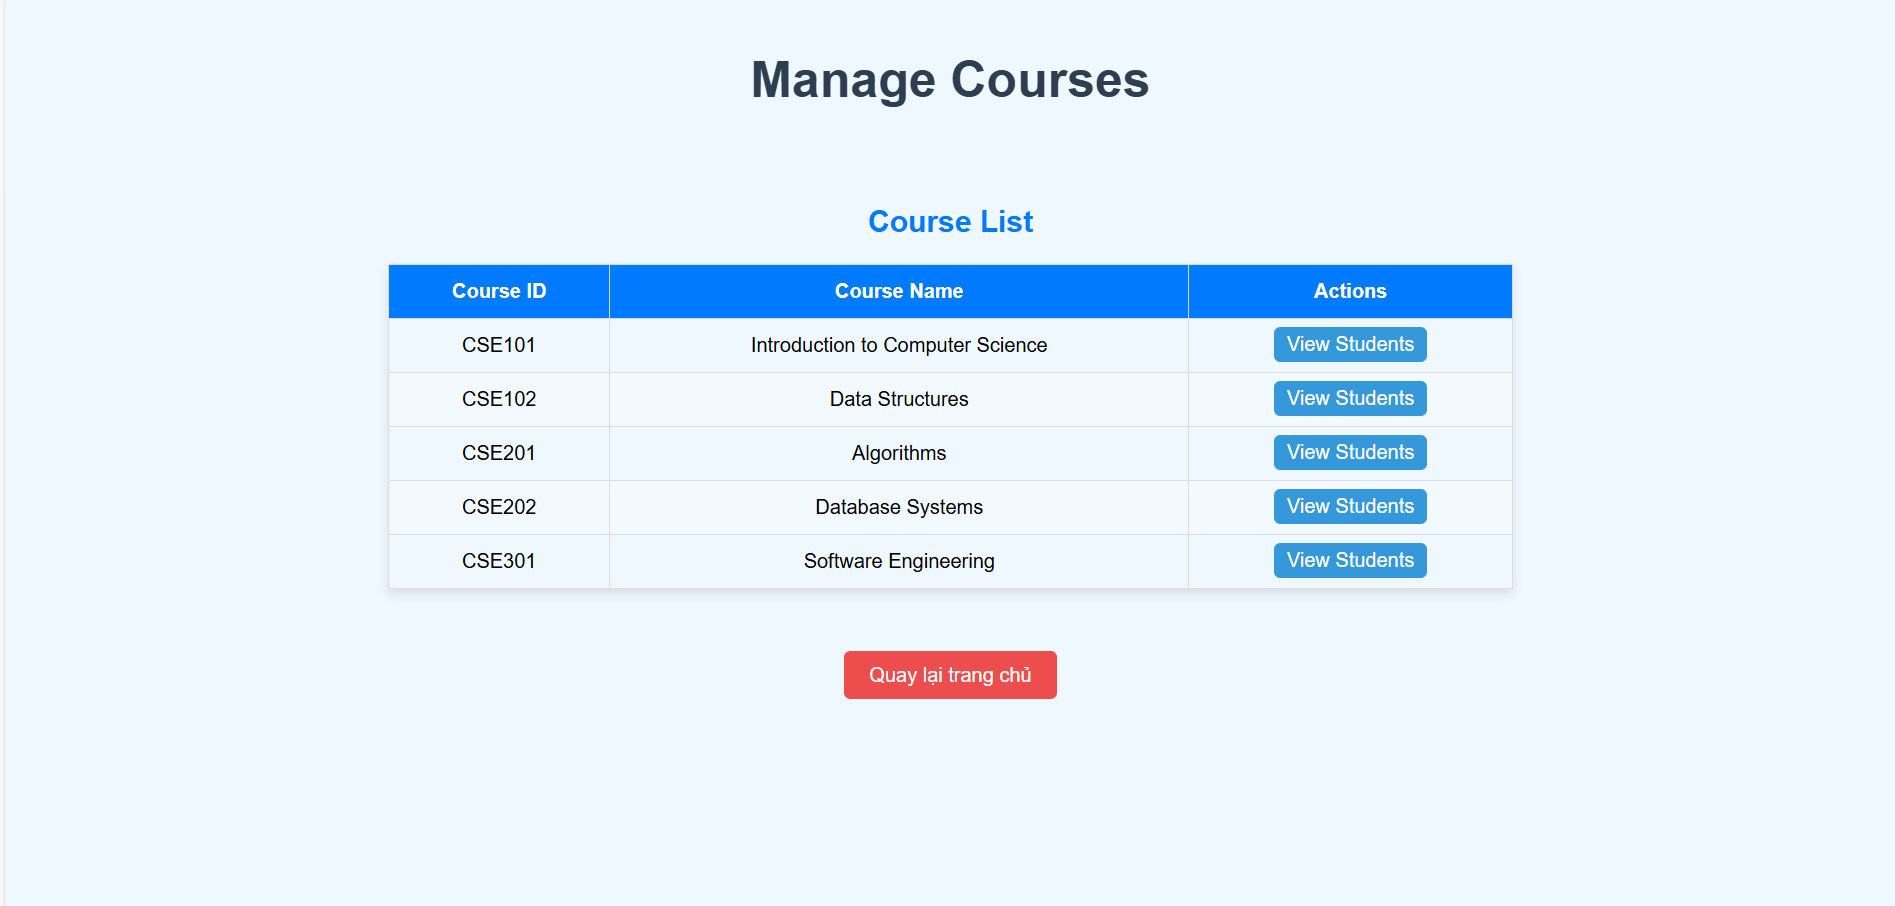 Manage Courses
Course List
Course ID Course Name Actions
CSE101 Introduction to Computer Science View Students
CSE102 Data Structures View Students
CSE201 Algorithms View Students
CSE202 Database Systems View Students
CSE301 Software Engineering View Students
Quay lại trang chủ